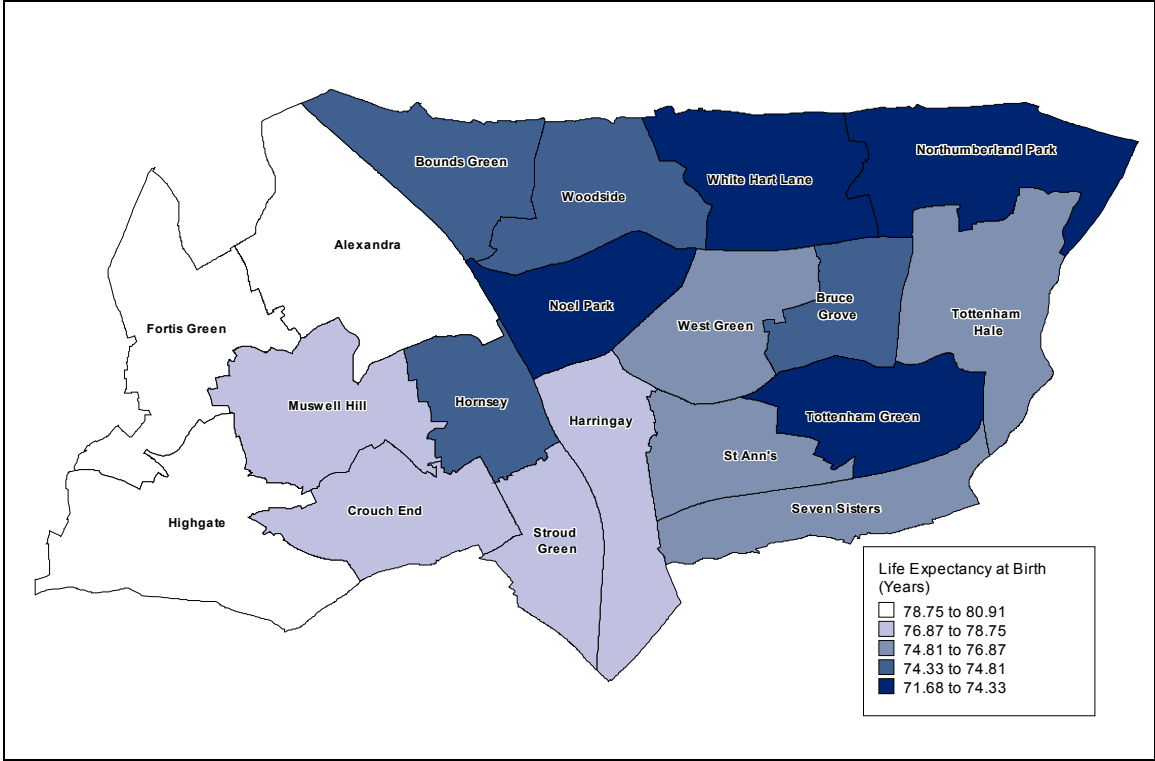 Bounds Green
Woodside
White Hart Lane
Northumberland Park
Alexandra
Fortis Green
Noel Park
West Green
Bruce
Grove
Tottenham
Hale
Muswell Hill
Hornsey
Harringay
Tottenham Green
St Ann's
Highgate
Crouch End
Stroud
Green
Seven Sisters
Life Expectancy at Birth
(Years)
78.75 to 80.91
76.87 to 78.75
74.81 to 76.87
74.33 to 74.81
71.68 to 74.33